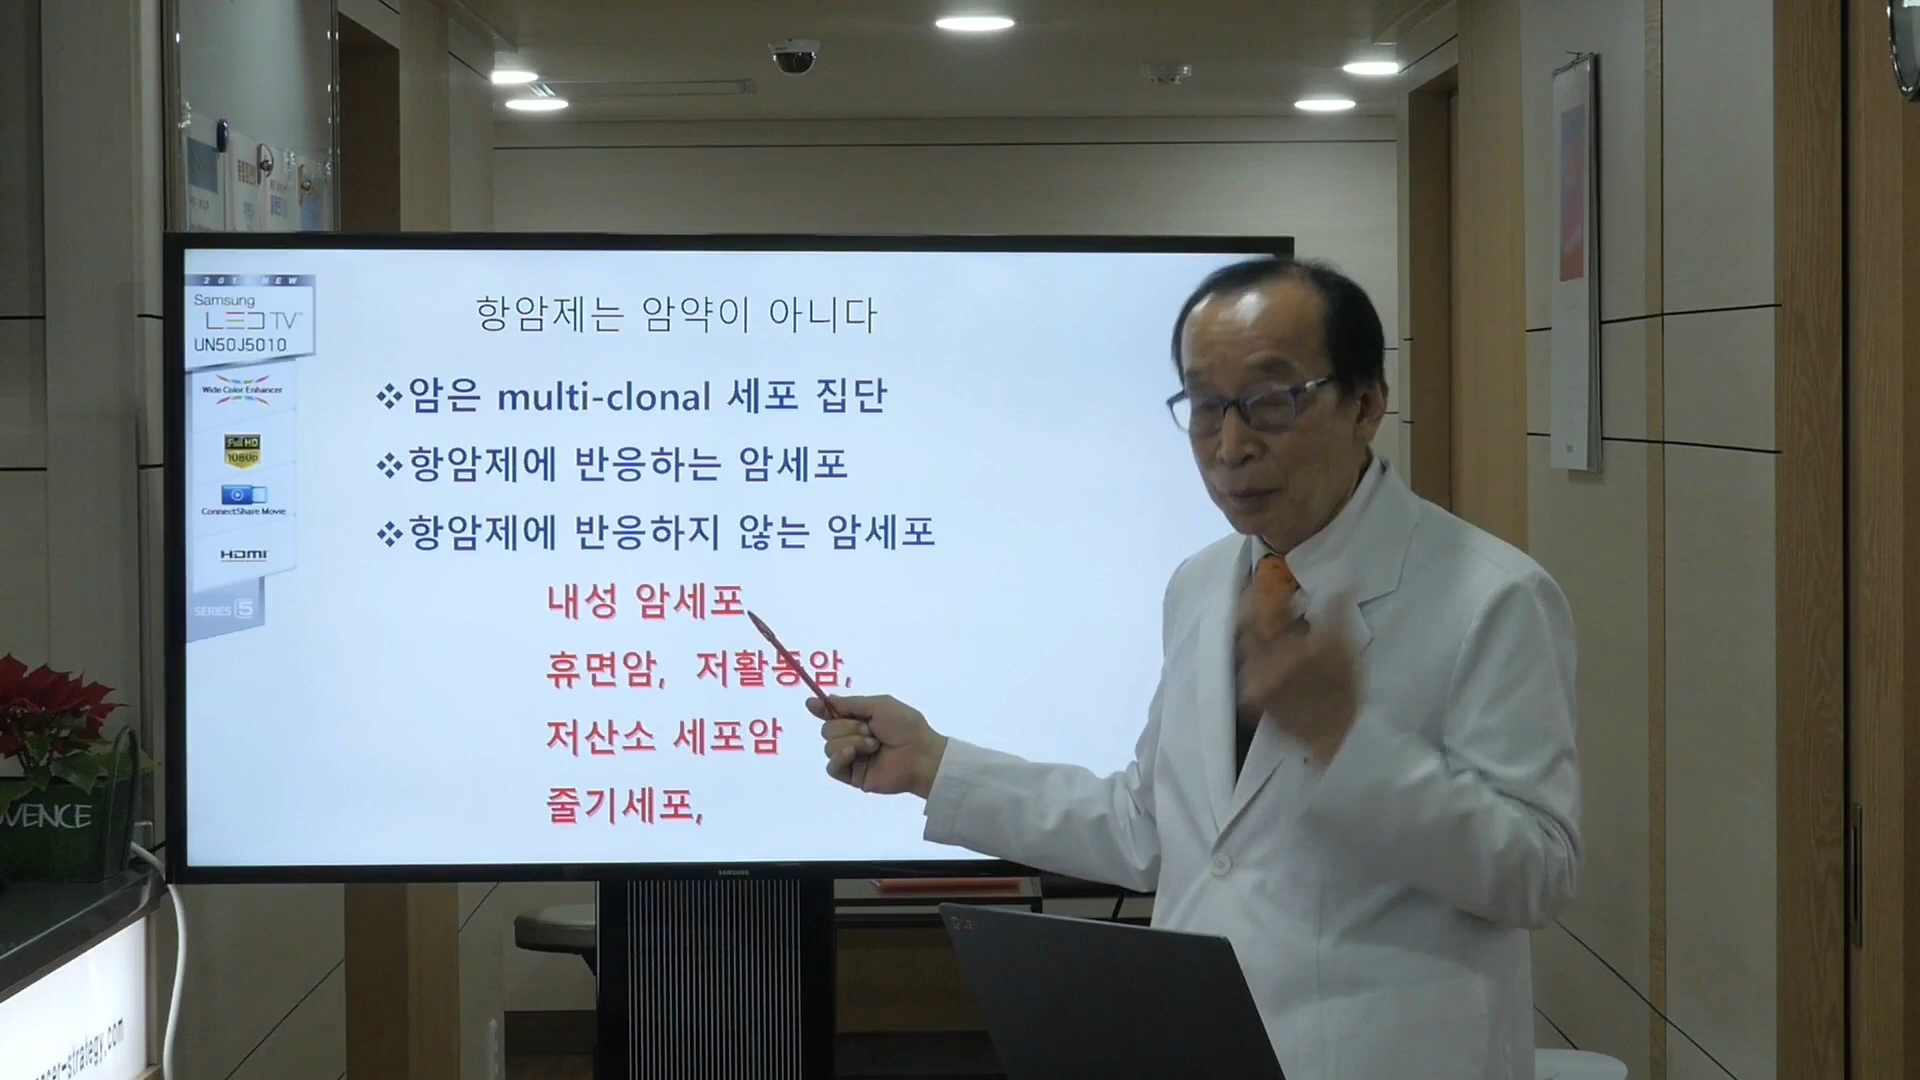 항암제는 암약이 아니다
❖암은 multi-clonal 세포 집단
❖항암제에 반응하는 암세포
❖항암제에 반응하지 않는 암세포
내성 암세포
휴면암, 저활동암,
저산소 세포암
줄기세포,
NEW
Samsung
LED TV
UN50J5010
Wide Color Enhancer
Full HD
1080p
ConnectShare Movie
HDMI
SERIES 5
SAMSUNG
VENCE
ncer-strategy.com